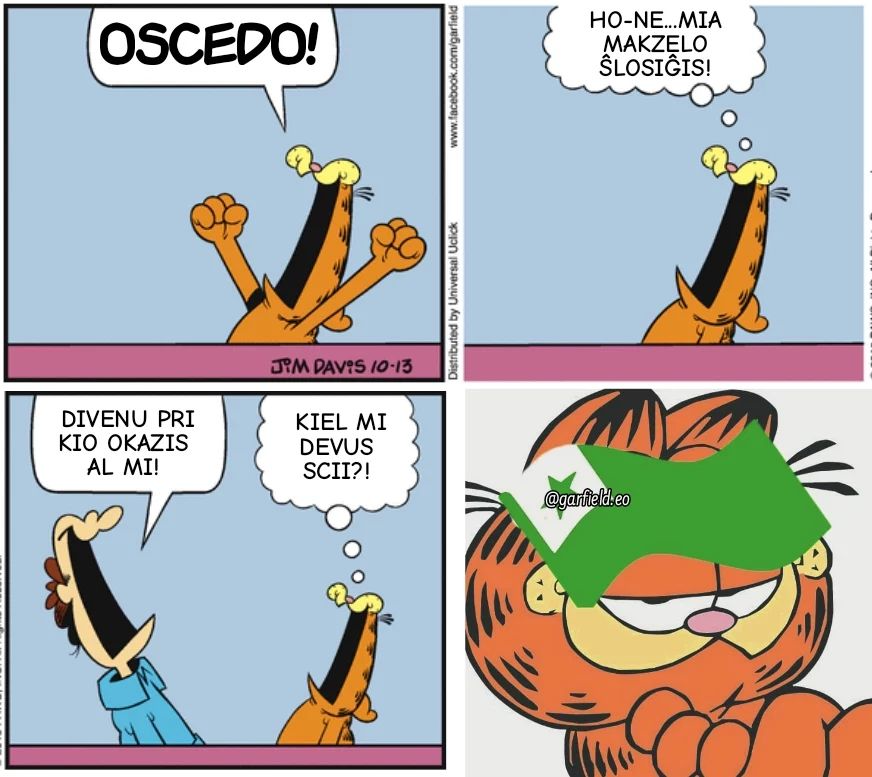 OSCEDO!
HO-NE...MIA
MAKZELO
ŜLOSIĜIS!
www.facebook.com/garfield
Distributed by Universal Uclick
JIM DAVIS 10-13
DIVENU PRI
KIO OKAZIS
AL MI!
KIEL MI
DEVUS
SCII?!
@garfield.eo